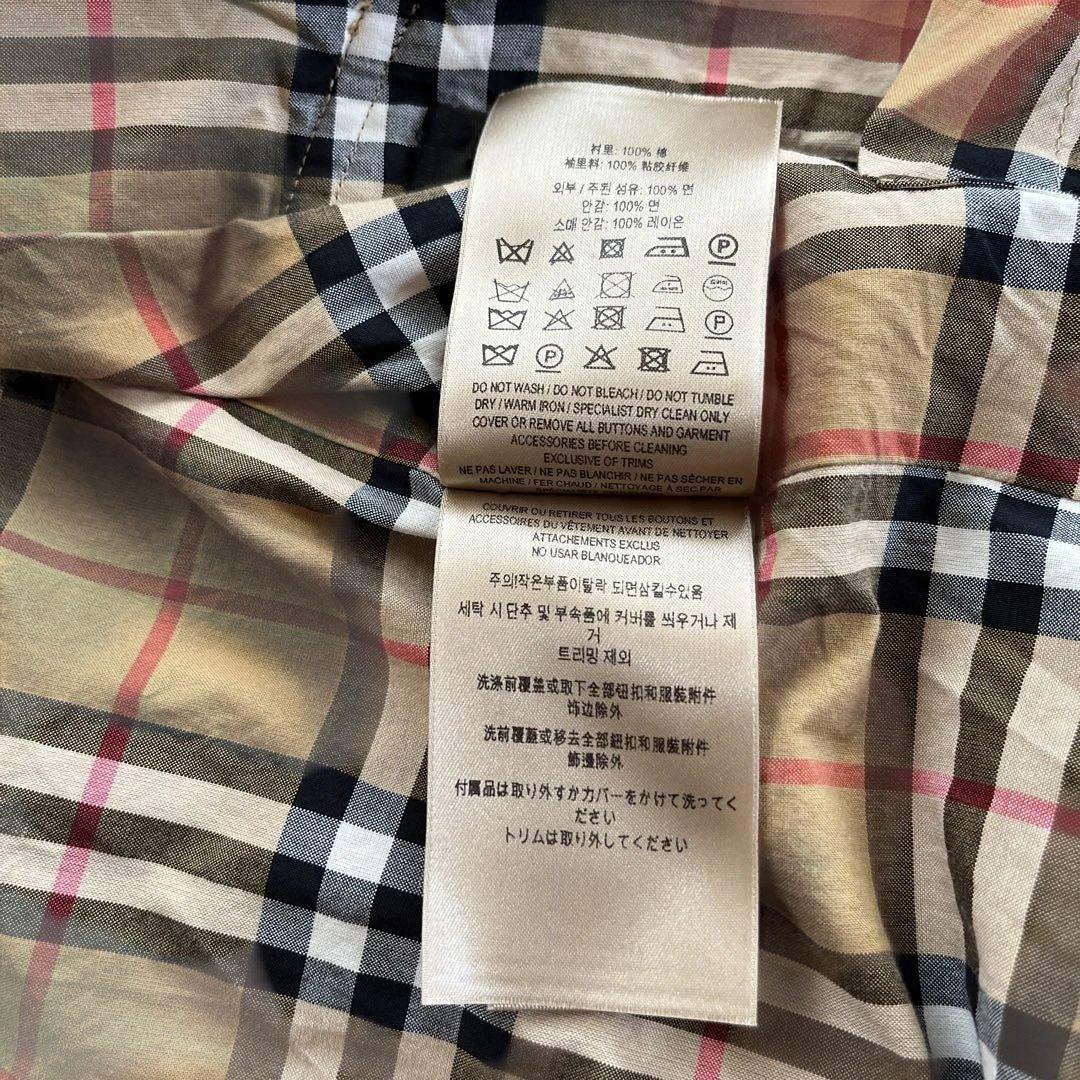 衬里: 100% 棉
袖里料: 100% 粘胶纤维
외부 / 주된 섬유: 100% 면
안감: 100% 면
소매 안감: 100% 레이온
P
P
P
DO NOT WASH / DO NOT BLEACH / DO NOT TUMBLE
DRY / WARM IRON / SPECIALIST DRY CLEAN ONLY
COVER OR REMOVE ALL BUTTONS AND GARMENT
ACCESSORIES BEFORE CLEANING
EXCLUSIVE OF TRIMS
NE PAS LAVER / NE PAS BLANCHIR / NE PAS SÉCHER EN
MACHINE / FER CHAUD / NETTOYAGE À SEC PAR
COUVRIR OU RETIRER TOUS LES BOUTONS ET
ACCESSOIRES DU VÊTEMENT AVANT DE NETTOYER
ATTACHEMENTS EXCLUS
NO USAR BLANQUEADOR
주의!작은부품이탈락 되면삼킬수있음
세탁 시 단추 및 부속품에 커버를 씌우거나 제
거
트리밍 제외
洗涤前覆盖或取下全部钮扣和服装附件
饰边除外
洗前覆蓋或移去全部鈕扣和服裝附件
飾邊除外
付属品は取り外すかカバーをかけて洗ってく
ださい
トリムは取り外してください